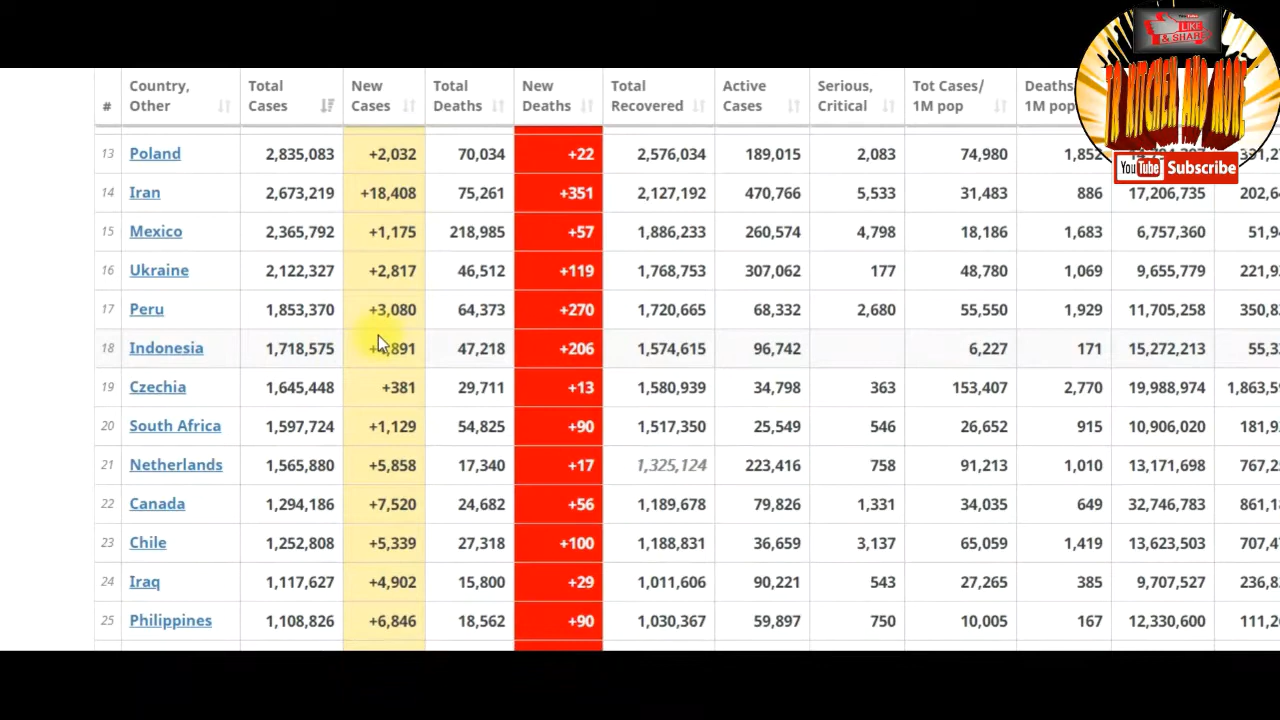 # Country, Other Total Cases New Cases Total Deaths New Deaths Total Recovered Active Cases Serious, Critical Tot Cases/ 1M pop Deaths 1M pop
LIKE & SHARE
KITCHEN AND MORE
YouTube Subscribe
13 Poland 2,835,083 +2,032 70,034 +22 2,576,034 189,015 2,083 74,980 1,852
14 Iran 2,673,219 +18,408 75,261 +351 2,127,192 470,766 5,533 31,483 886 17,206,735 202,6
15 Mexico 2,365,792 +1,175 218,985 +57 1,886,233 260,574 4,798 18,186 1,683 6,757,360 51,9
16 Ukraine 2,122,327 +2,817 46,512 +119 1,768,753 307,062 177 48,780 1,069 9,655,779 221,9
17 Peru 1,853,370 +3,080 64,373 +270 1,720,665 68,332 2,680 55,550 1,929 11,705,258 350,8
18 Indonesia 1,718,575 47,218 +206 1,574,615 96,742 6,227 171 15,272,213 55,3
19 Czechia 1,645,448 +381 29,711 +13 1,580,939 34,798 363 153,407 2,770 19,988,974 1,863,5
20 South Africa 1,597,724 +1,129 54,825 +90 1,517,350 25,549 546 26,652 915 10,906,020 181,9
21 Netherlands 1,565,880 +5,858 17,340 +17 1,325,124 223,416 758 91,213 1,010 13,171,698 767,2
22 Canada 1,294,186 +7,520 24,682 +56 1,189,678 79,826 1,331 34,035 649 32,746,783 861,1
23 Chile 1,252,808 +5,339 27,318 +100 1,188,831 36,659 3,137 65,059 1,419 13,623,503 707,4
24 Iraq 1,117,627 +4,902 15,800 +29 1,011,606 90,221 543 27,265 385 9,707,527 236,8
25 Philippines 1,108,826 +6,846 18,562 +90 1,030,367 59,897 750 10,005 167 12,330,600 111,2